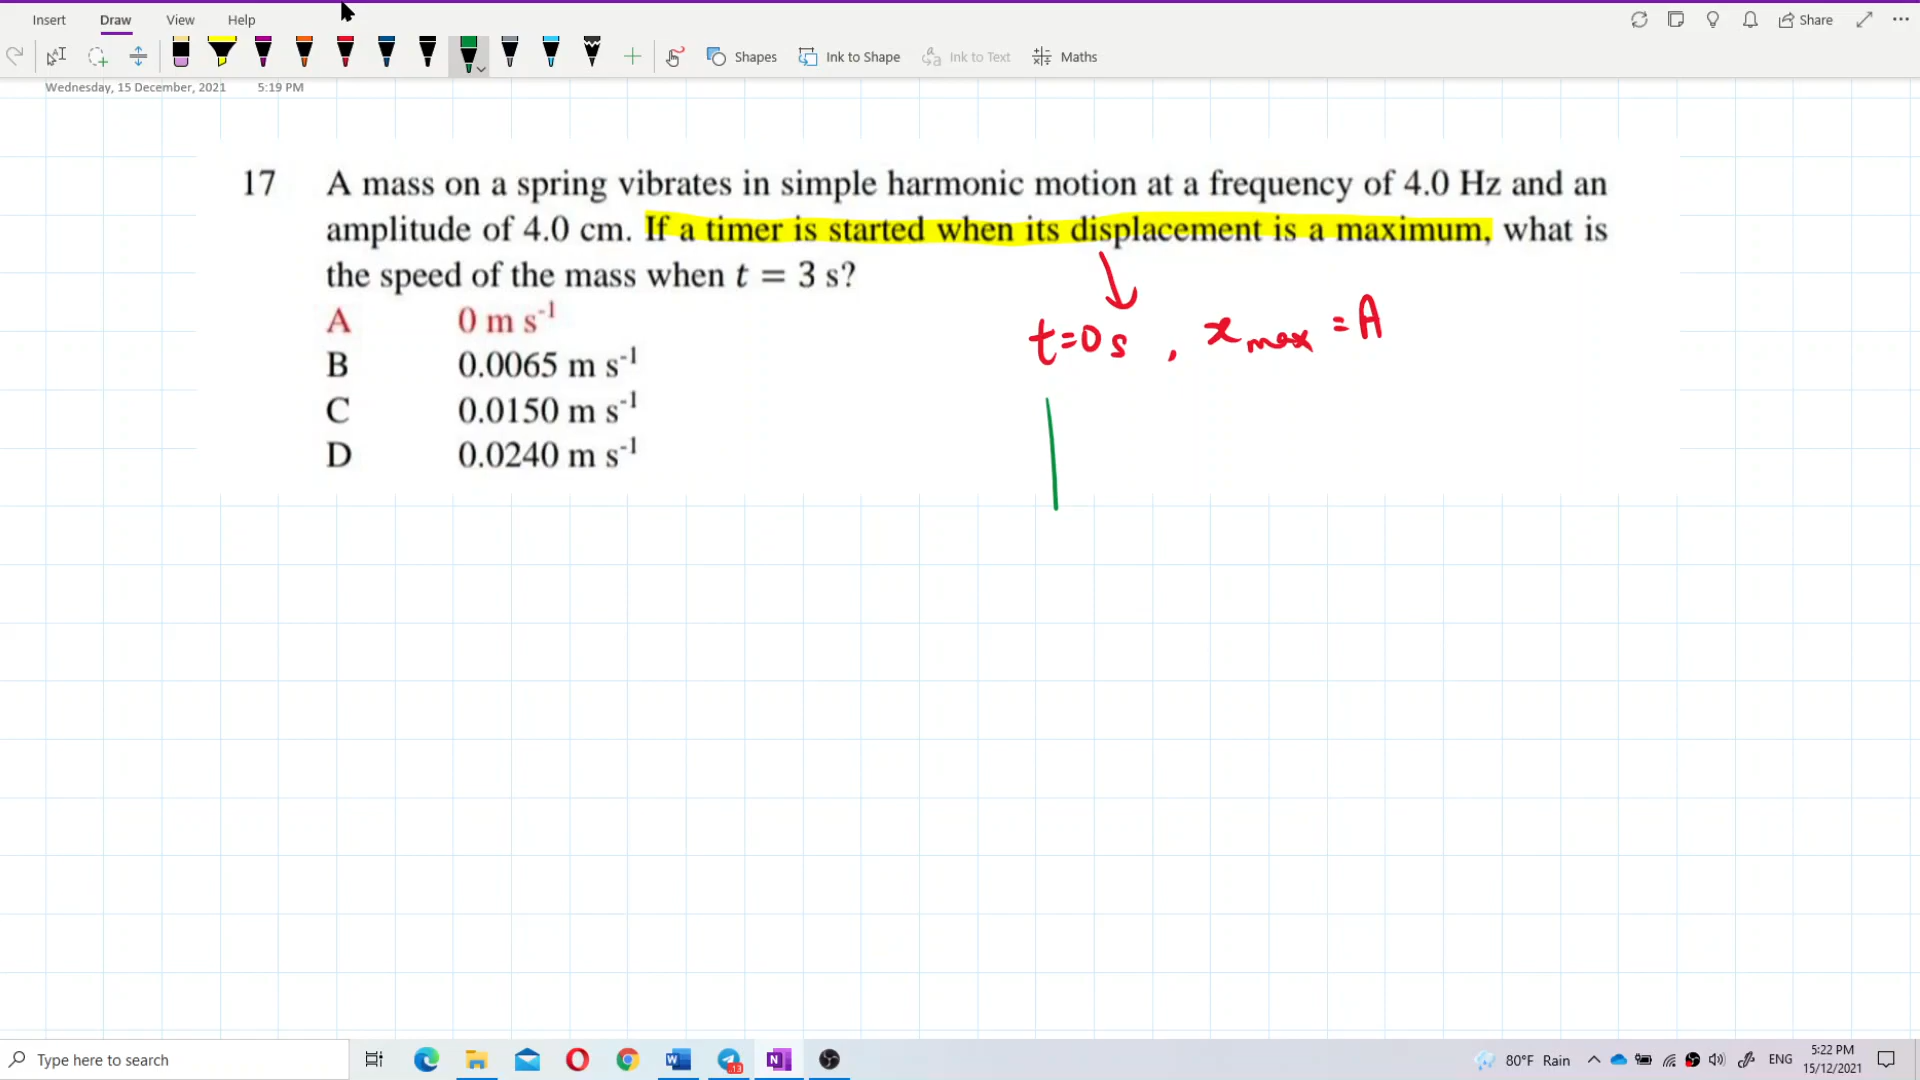 Insert Draw View Help Share
Shapes Ink to Shape Ink to Text Maths
Wednesday, 15 December, 2021 5:19 PM
17 A mass on a spring vibrates in simple harmonic motion at a frequency of 4.0 Hz and an
amplitude of 4.0 cm. If a timer is started when its displacement is a maximum, what is
the speed of the mass when t = 3 s?
A 0 m s⁻¹
B 0.0065 m s⁻¹
C 0.0150 m s⁻¹
D 0.0240 m s⁻¹
t=0s , x max = A
Type here to search 13 80°F Rain ENG 5:22 PM
15/12/2021